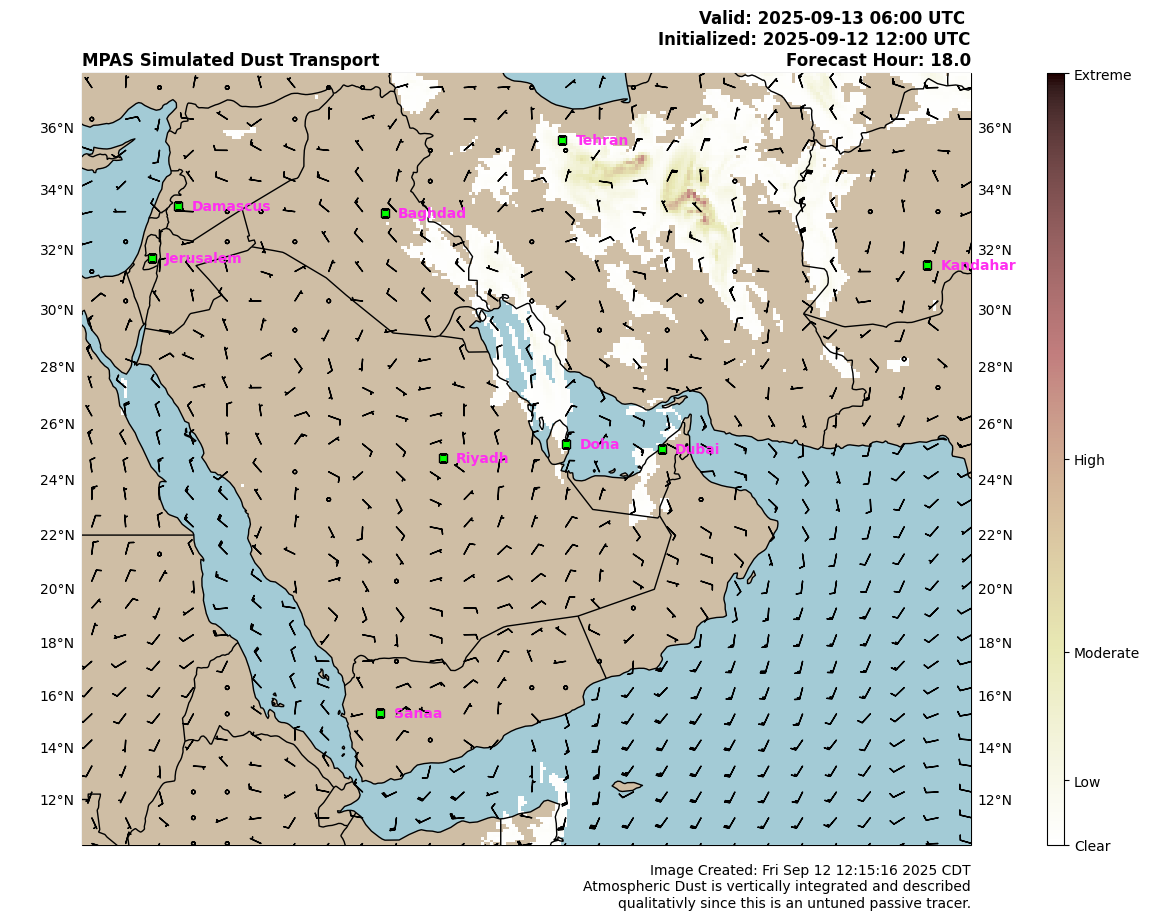 Valid: 2025-09-13 06:00 UTC
Initialized: 2025-09-12 12:00 UTC
MPAS Simulated Dust Transport Forecast Hour: 18.0
Extreme
36°N Tehran 36°N
34°N Damascus Baghdad 34°N
32°N Jerusalem 32°N Kandahar
30°N 30°N
28°N 28°N
26°N 26°N
Doha Dubai
24°N Riyadh 24°N High
22°N 22°N
20°N 20°N
18°N 18°N Moderate
16°N 16°N
Sanaa
14°N 14°N
12°N 12°N Low
Clear
Image Created: Fri Sep 12 12:15:16 2025 CDT
Atmospheric Dust is vertically integrated and described
qualitativly since this is an untuned passive tracer.